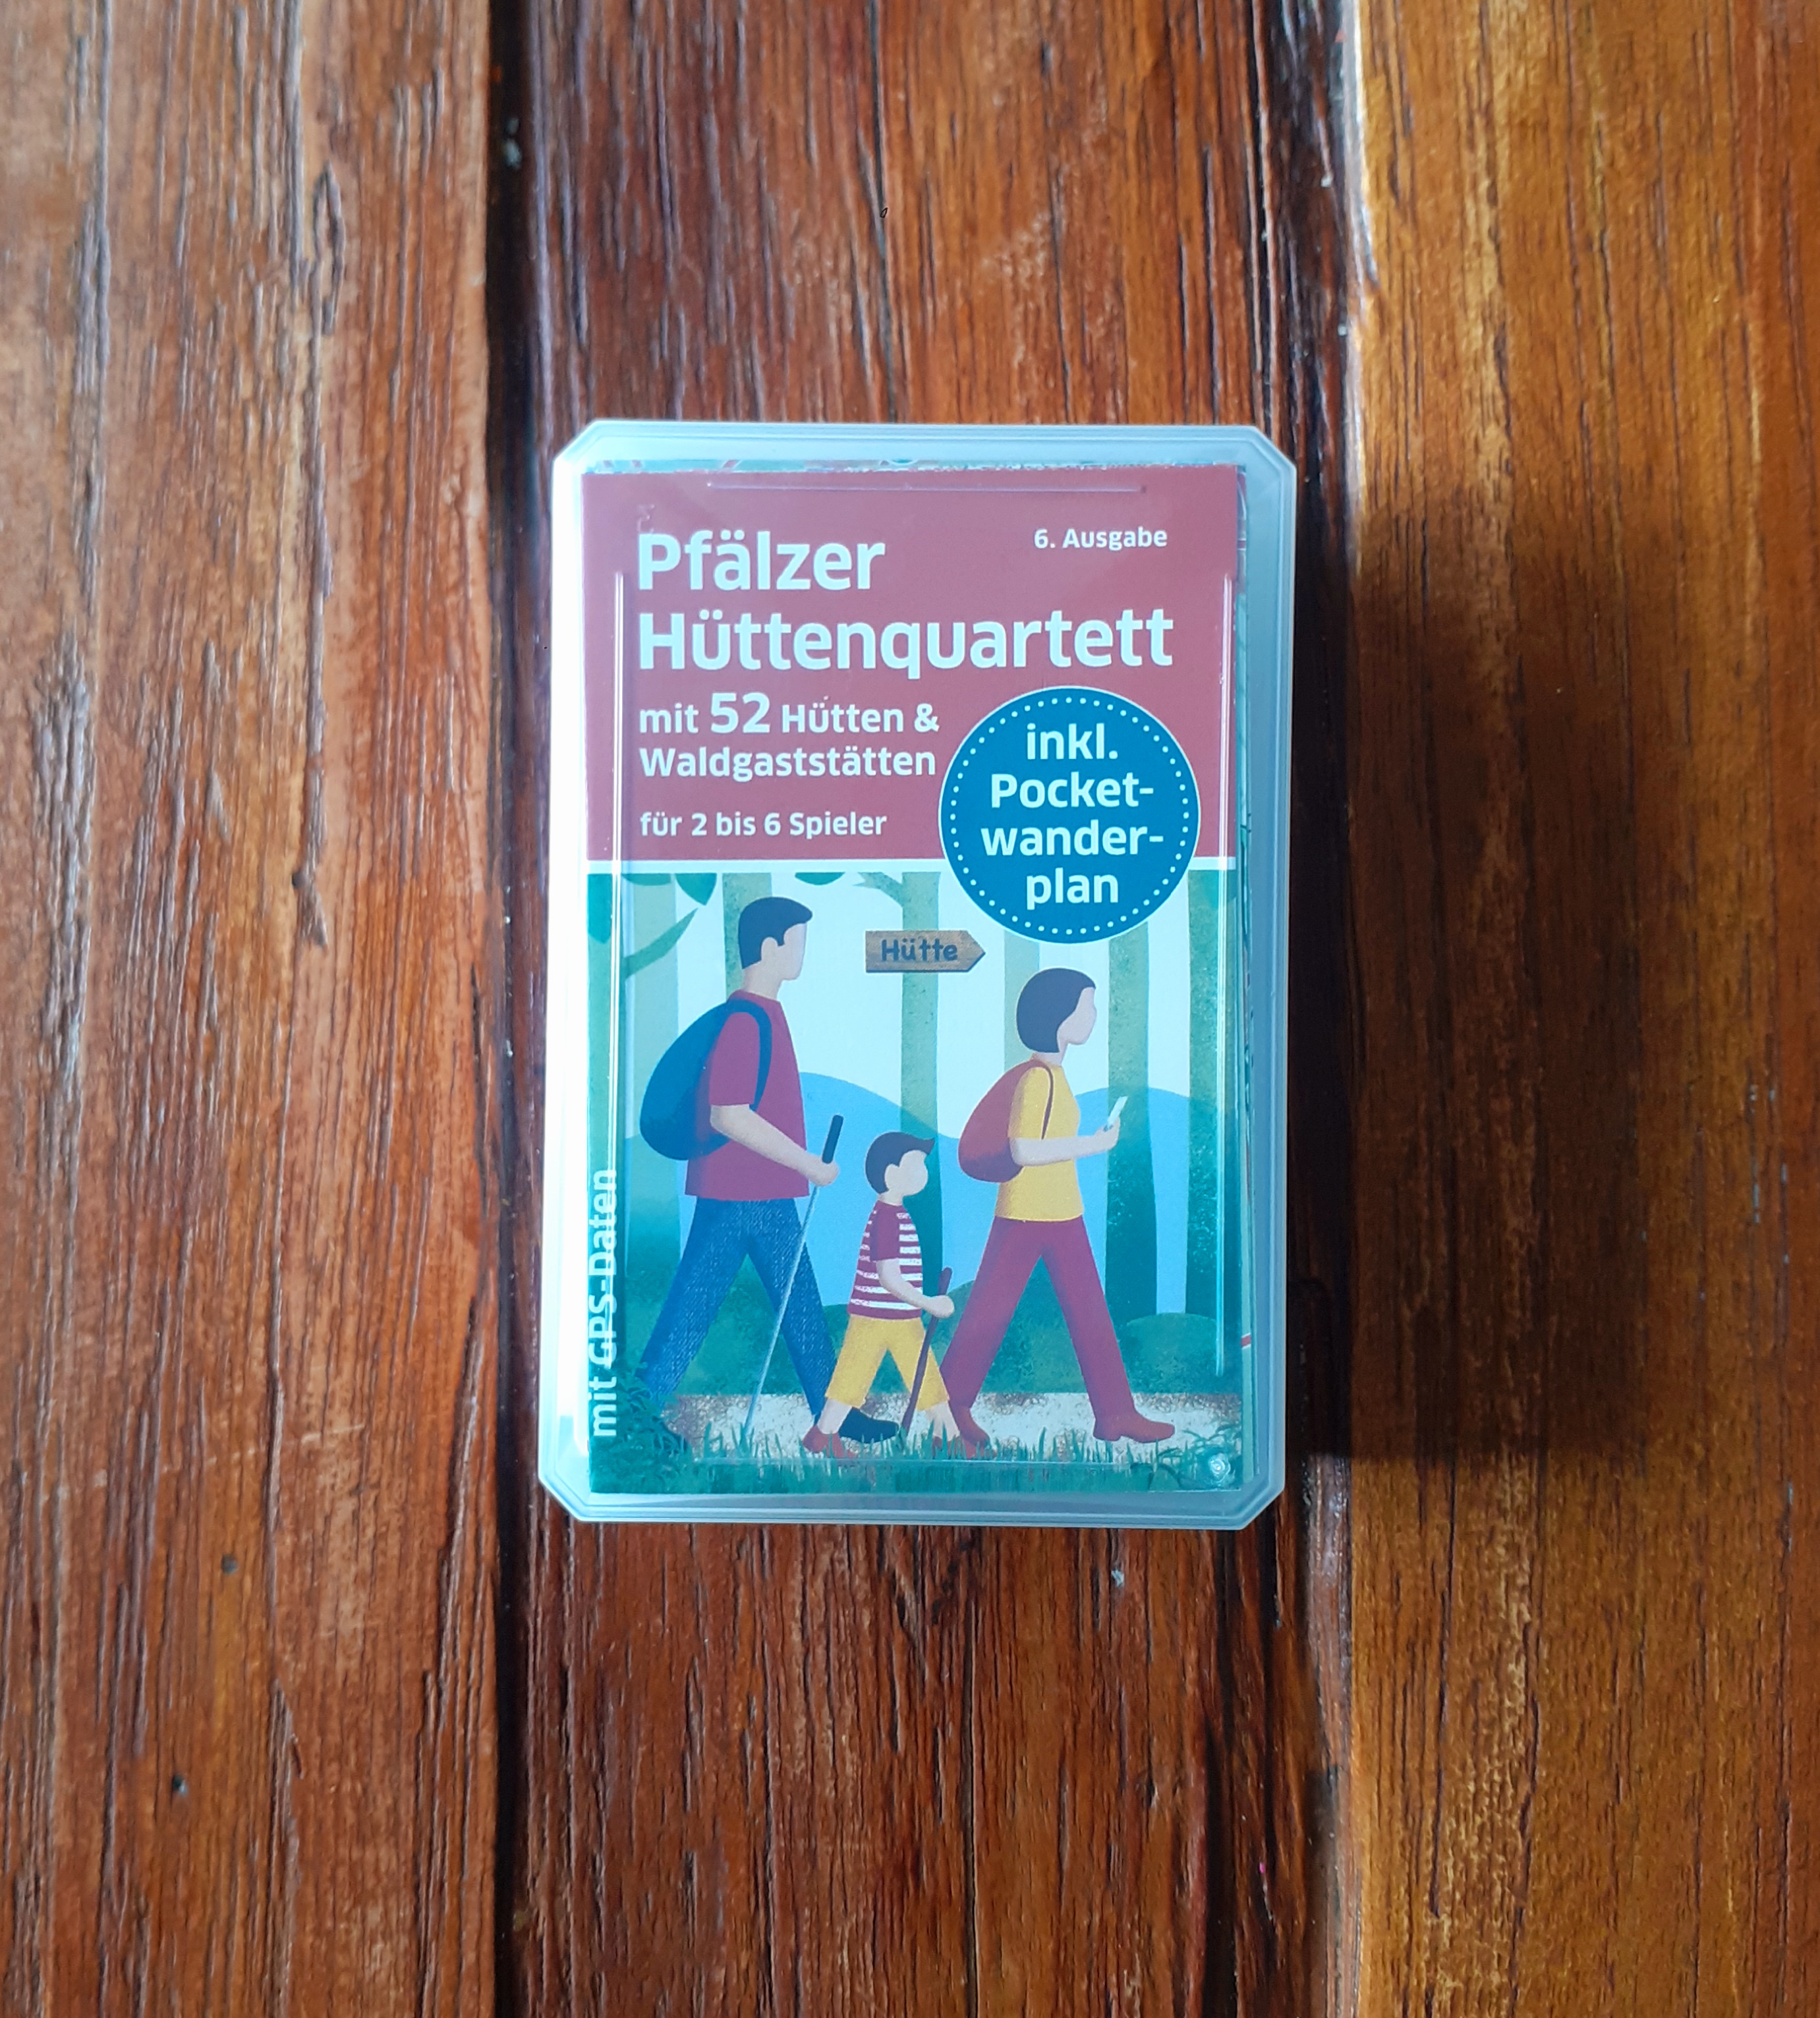 Pfälzer
6. Ausgabe
Hüttenquartett
mit 52 Hütten &
Waldgaststätten
für 2 bis 6 Spieler
inkl.
Pocket-
wander-
plan
Hütte
mit GPS-Daten